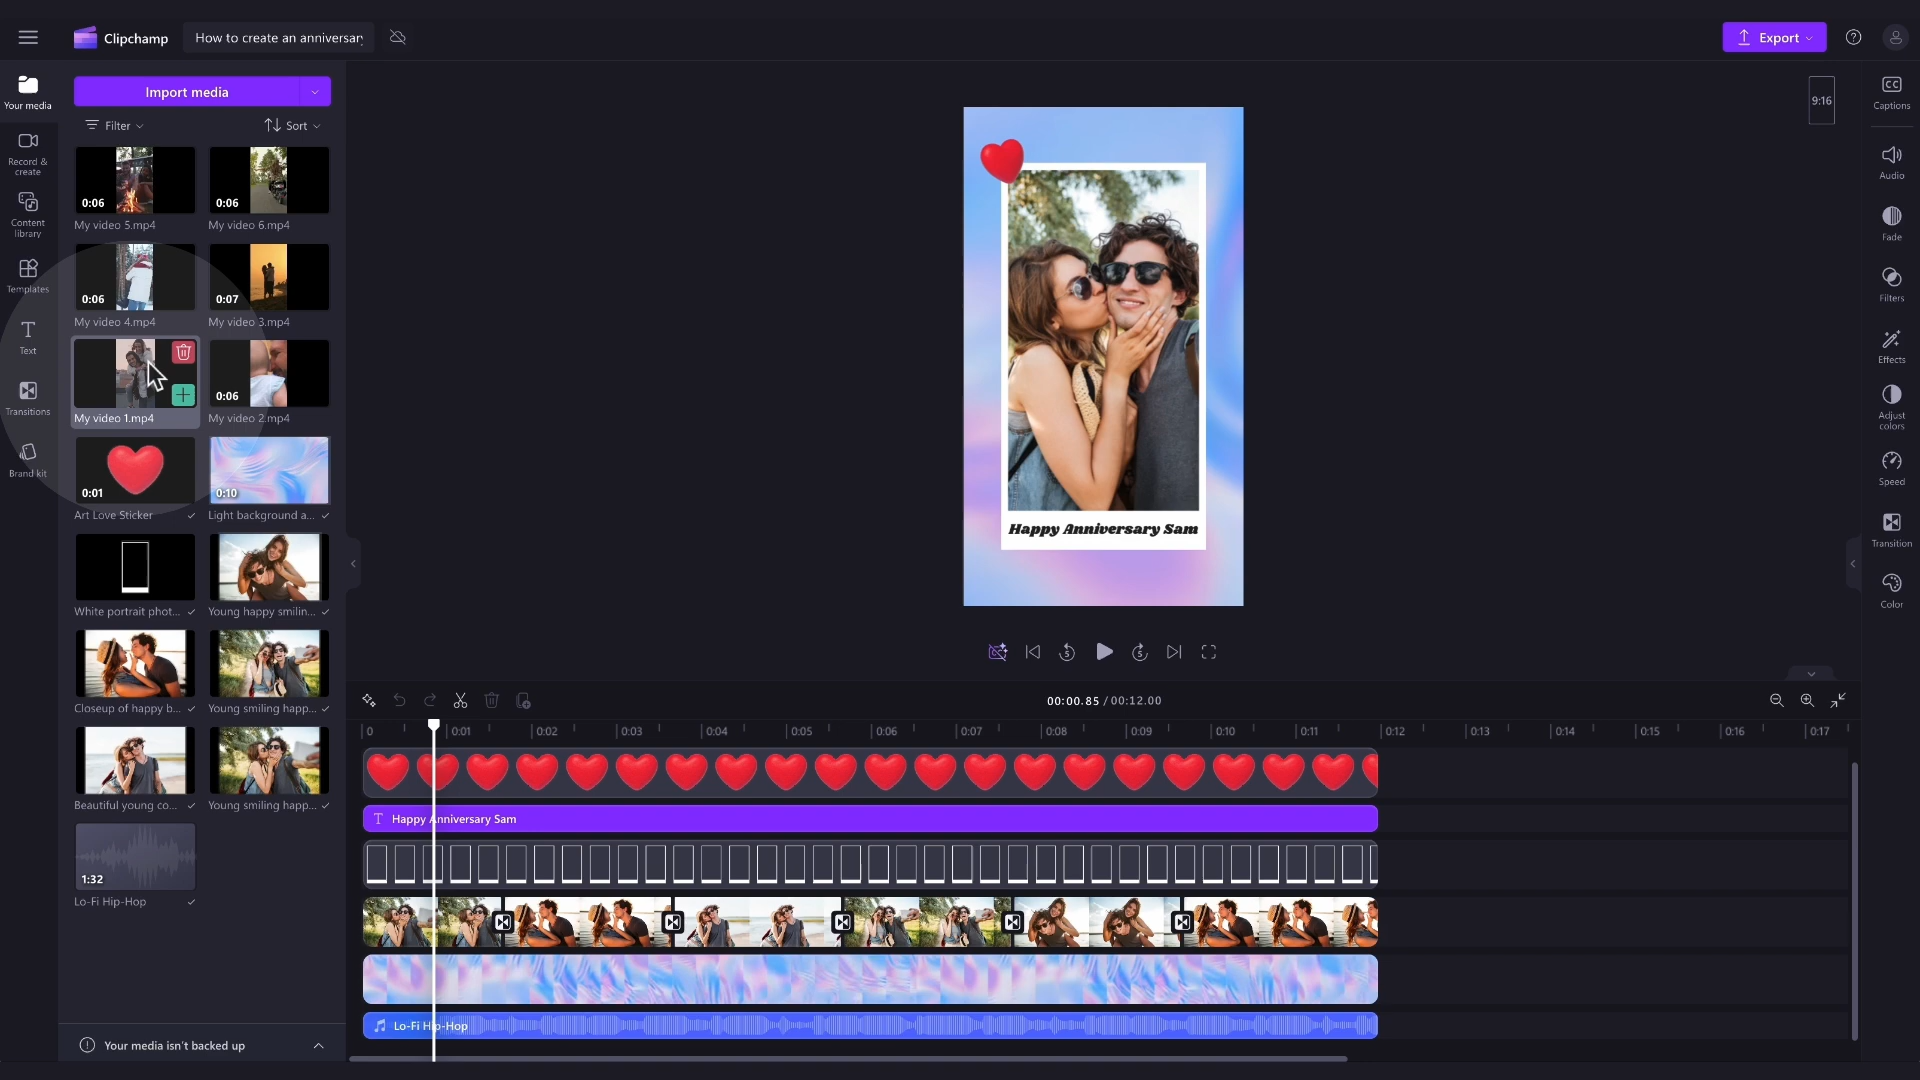 Clipchamp
How to create an anniversary
Export
Your media
Record & create
Content library
Templates
Text
Transitions
Brand kit
Import media
Filter
Sort
0:06
0:06
My video 5.mp4
My video 6.mp4
0:06
0:07
My video 4.mp4
My video 3.mp4
0:06
My video 1.mp4
My video 2.mp4
0:01
0:10
Art Love Sticker
Light background a...
White portrait phot...
Young happy smilin...
Closeup of happy b...
Young smiling happ...
Beautiful young co...
Young smiling happ...
1:32
Lo-Fi Hip-Hop
Your media isn't backed up
9:16
Happy Anniversary Sam
Captions
Audio
Fade
Filters
Effects
Adjust colors
Speed
Transition
Color
00:00.85 / 00:12.00
0 0:01 0:02 0:03 0:04 0:05 0:06 0:07 0:08 0:09 0:10 0:11 0:12 0:13 0:14 0:15 0:16 0:17
T Happy Anniversary Sam
Lo-Fi Hip-Hop